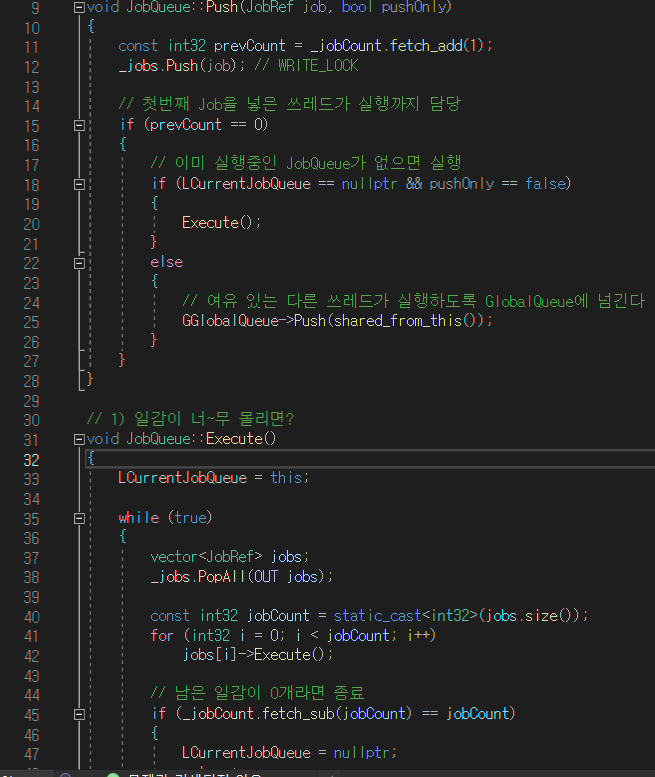 9 void JobQueue::Push(JobRef job, bool pushOnly)
10 {
11 const int32 prevCount = _jobCount.fetch_add(1);
12 _jobs.Push(job); // WRITE_LOCK
13
14 // 첫번째 Job을 넣은 쓰레드가 실행까지 담당
15 if (prevCount == 0)
16 {
17 // 이미 실행중인 JobQueue가 없으면 실행
18 if (LCurrentJobQueue == nullptr && pushOnly == false)
19 {
20 Execute();
21 }
22 else
23 {
24 // 여유 있는 다른 쓰레드가 실행하도록 GlobalQueue에 넘긴다
25 GGlobalQueue->Push(shared_from_this());
26 }
27 }
28 }
29
30 // 1) 일감이 너~무 몰리면?
31 void JobQueue::Execute()
32 {
33 LCurrentJobQueue = this;
34
35 while (true)
36 {
37 vector<JobRef> jobs;
38 _jobs.PopAll(OUT jobs);
39
40 const int32 jobCount = static_cast<int32>(jobs.size());
41 for (int32 i = 0; i < jobCount; i++)
42 jobs[i]->Execute();
43
44 // 남은 일감이 0개라면 종료
45 if (_jobCount.fetch_sub(jobCount) == jobCount)
46 {
47 LCurrentJobQueue = nullptr;